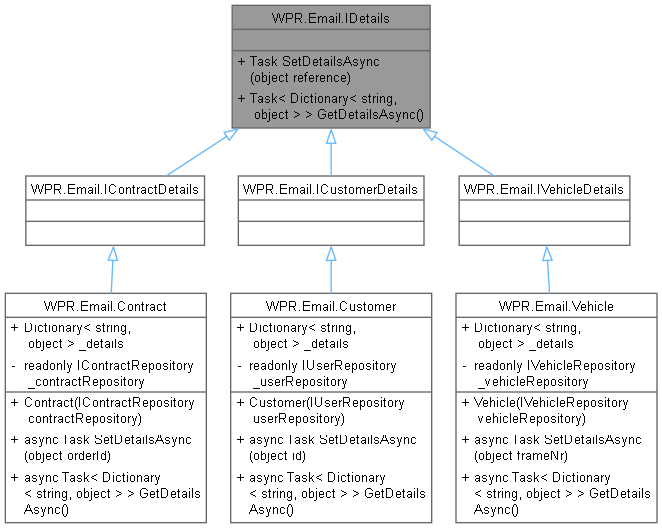 WPR.Email.IDetails
+ Task SetDetailsAsync
(object reference)
+ Task< Dictionary< string,
object > > GetDetailsAsync()
WPR.Email.IContractDetails
WPR.Email.ICustomerDetails
WPR.Email.IVehicleDetails
WPR.Email.Contract
+ Dictionary< string,
object > _details
- readonly IContractRepository
_contractRepository
+ Contract(IContractRepository
contractRepository)
+ async Task SetDetailsAsync
(object orderId)
+ async Task< Dictionary
< string, object > > GetDetails
Async()
WPR.Email.Customer
+ Dictionary< string,
object > _details
- readonly IUserRepository
_userRepository
+ Customer(IUserRepository
userRepository)
+ async Task SetDetailsAsync
(object id)
+ async Task< Dictionary
< string, object > > GetDetails
Async()
WPR.Email.Vehicle
+ Dictionary< string,
object > _details
- readonly IVehicleRepository
_vehicleRepository
+ Vehicle(IVehicleRepository
vehicleRepository)
+ async Task SetDetailsAsync
(object frameNr)
+ async Task< Dictionary
< string, object > > GetDetails
Async()